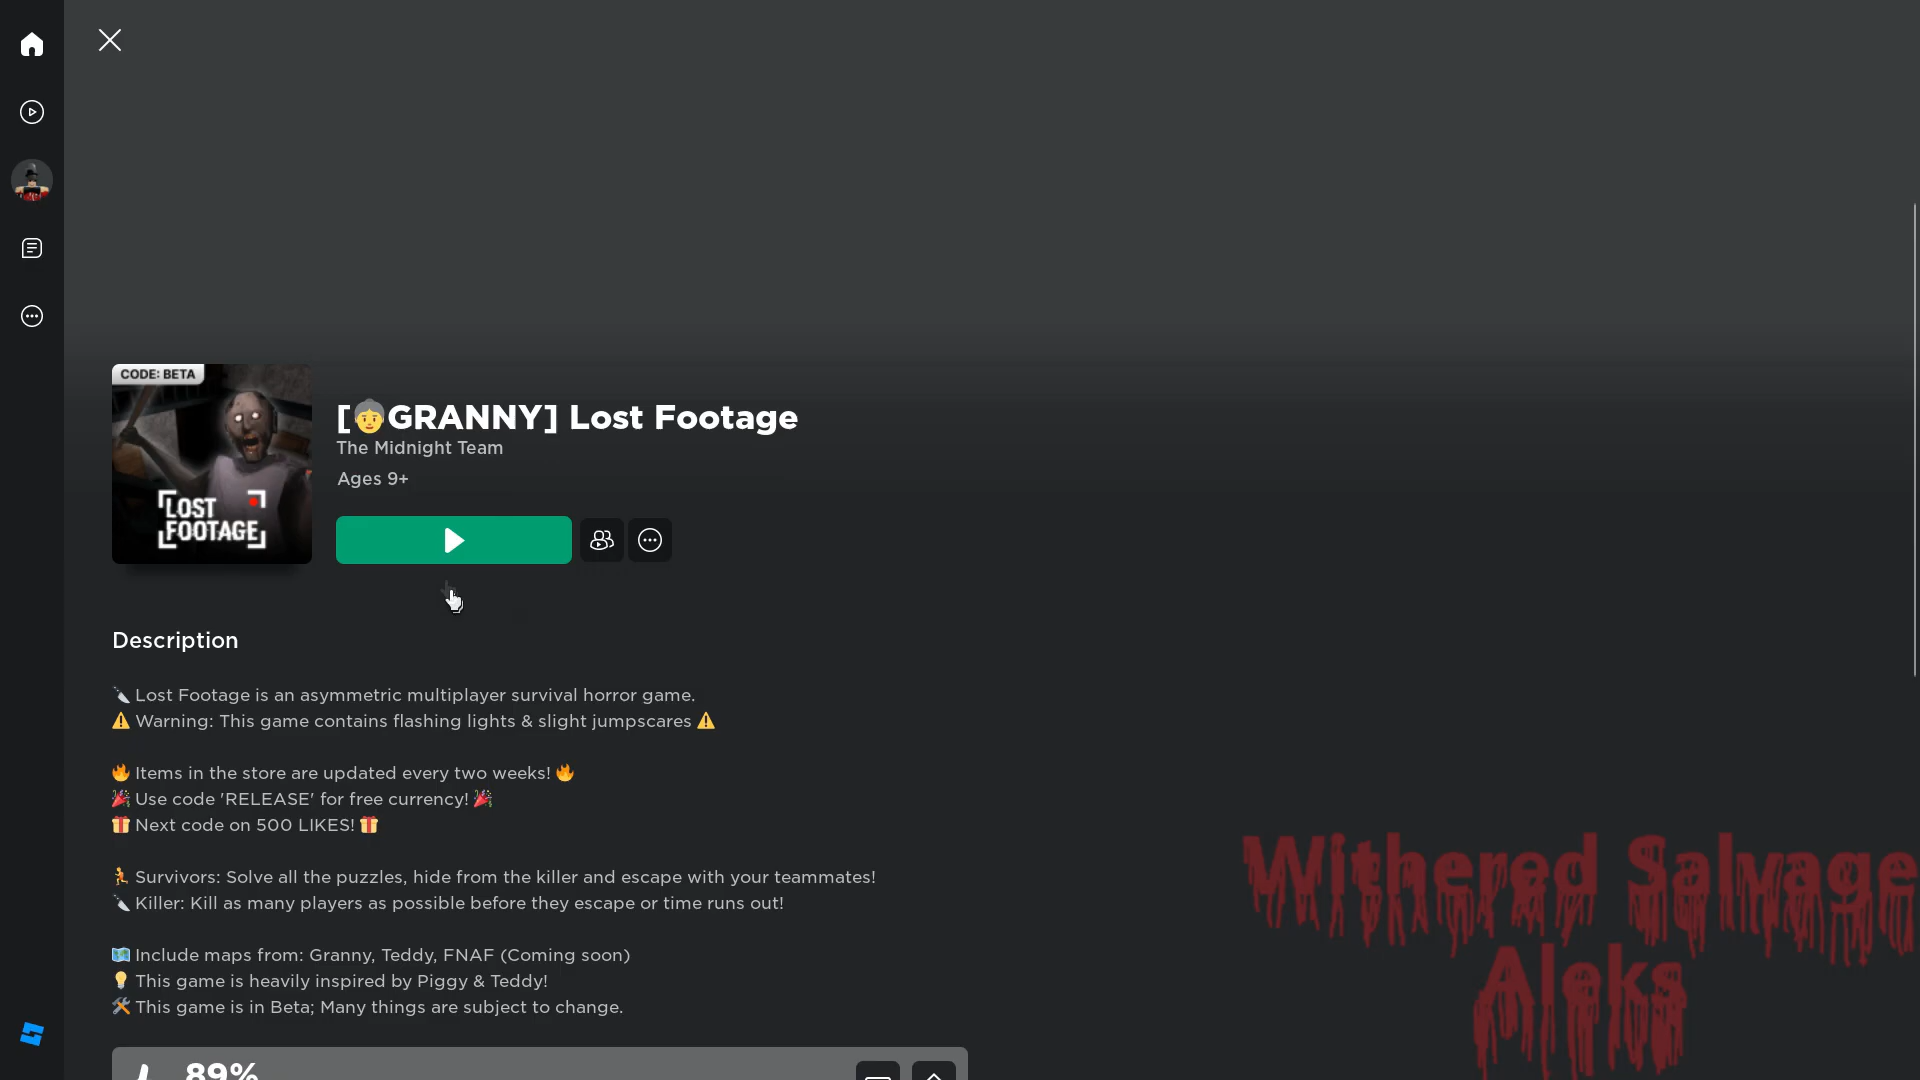 CODE: BETA
LOST
FOOTAGE
[👵GRANNY] Lost Footage
The Midnight Team
Ages 9+
Description
🔪 Lost Footage is an asymmetric multiplayer survival horror game.
⚠️ Warning: This game contains flashing lights & slight jumpscares ⚠️
🔥 Items in the store are updated every two weeks! 🔥
🎉 Use code 'RELEASE' for free currency! 🎉
🎁 Next code on 500 LIKES! 🎁
🏃 Survivors: Solve all the puzzles, hide from the killer and escape with your teammates!
🔪 Killer: Kill as many players as possible before they escape or time runs out!
🗺️ Include maps from: Granny, Teddy, FNAF (Coming soon)
💡 This game is heavily inspired by Piggy & Teddy!
🛠️ This game is in Beta; Many things are subject to change.
89%
Withered Salvage
Aleks